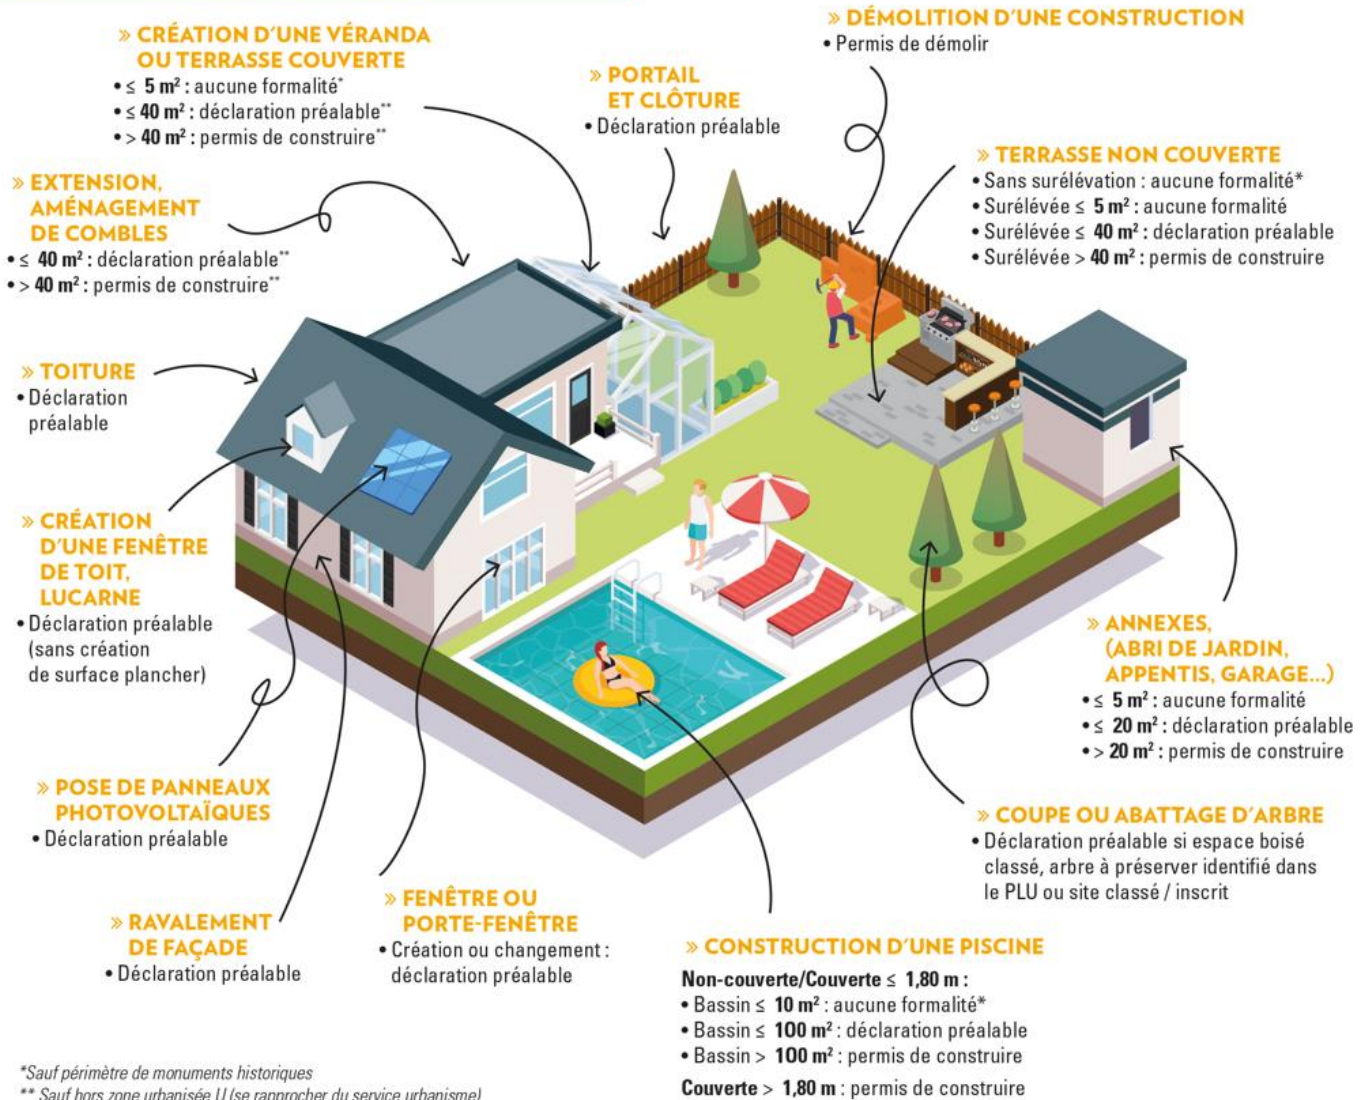 » CRÉATION D'UNE VÉRANDA
OU TERRASSE COUVERTE
• ≤ 5 m² : aucune formalité*
• ≤ 40 m² : déclaration préalable**
• > 40 m² : permis de construire**
» PORTAIL
ET CLÔTURE
• Déclaration préalable
» DÉMOLITION D'UNE CONSTRUCTION
• Permis de démolir
» TERRASSE NON COUVERTE
• Sans surélévation : aucune formalité*
• Surélevée ≤ 5 m² : aucune formalité
• Surélevée ≤ 40 m² : déclaration préalable
• Surélevée > 40 m² : permis de construire
» EXTENSION,
AMÉNAGEMENT
DE COMBLES
• ≤ 40 m² : déclaration préalable**
• > 40 m² : permis de construire**
» TOITURE
• Déclaration
préalable
» CRÉATION
D'UNE FENÊTRE
DE TOIT,
LUCARNE
• Déclaration préalable
(sans création
de surface plancher)
» ANNEXES,
(ABRI DE JARDIN,
APPENTIS, GARAGE...)
• ≤ 5 m² : aucune formalité
• ≤ 20 m² : déclaration préalable
• > 20 m² : permis de construire
» POSE DE PANNEAUX
PHOTOVOLTAÏQUES
• Déclaration préalable
» COUPE OU ABATTAGE D'ARBRE
• Déclaration préalable si espace boisé
classé, arbre à préserver identifié dans
le PLU ou site classé / inscrit
» RAVALEMENT
DE FAÇADE
• Déclaration préalable
» FENÊTRE OU
PORTE-FENÊTRE
• Création ou changement :
déclaration préalable
» CONSTRUCTION D'UNE PISCINE
Non-couverte/Couverte ≤ 1,80 m :
• Bassin ≤ 10 m² : aucune formalité*
• Bassin ≤ 100 m² : déclaration préalable
• Bassin > 100 m² : permis de construire
Couverte > 1,80 m : permis de construire
*Sauf périmètre de monuments historiques
** Sauf hors zone urbanisée U (se rapprocher du service urbanisme)